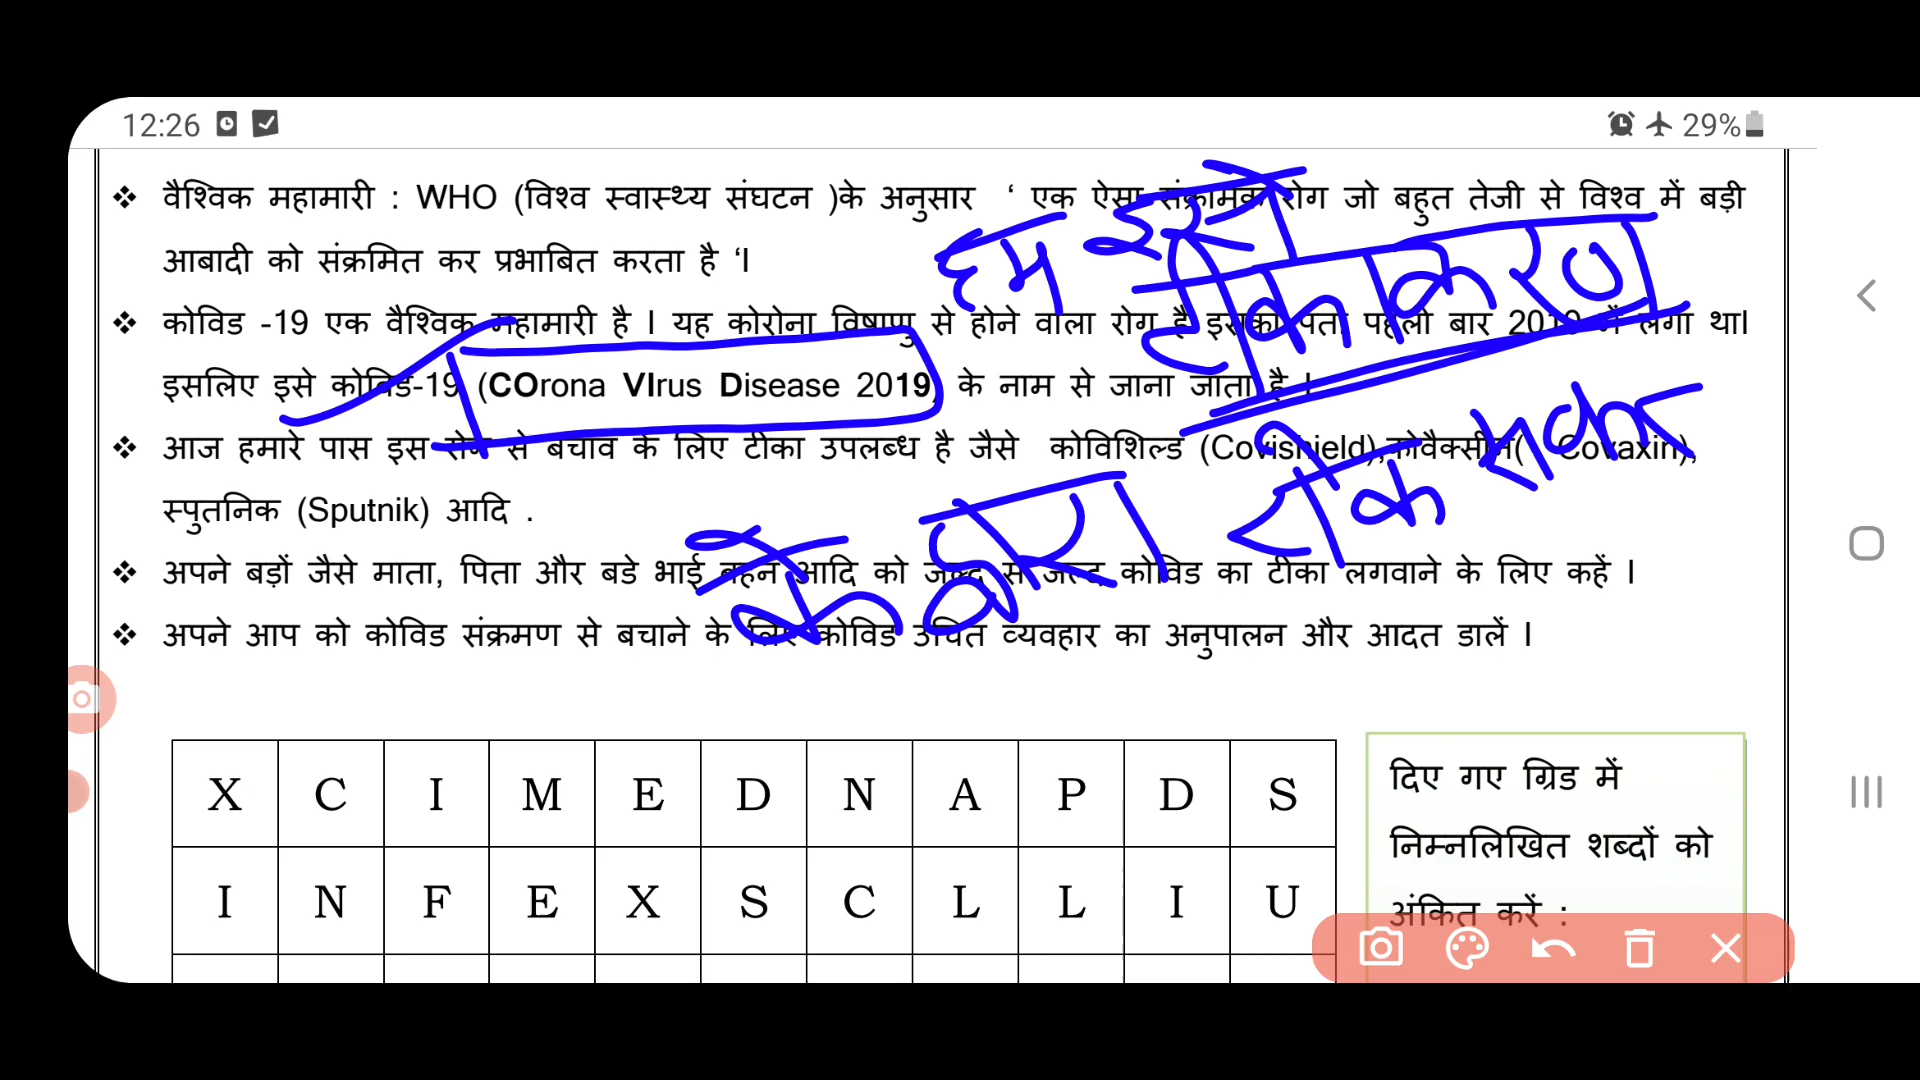 12:26
29%
❖ वैश्विक महामारी : WHO (विश्व स्वास्थ्य संघटन )के अनुसार ‘ एक ऐसा संक्रामक रोग जो बहुत तेजी से विश्व में बड़ी
आबादी को संक्रमित कर प्रभाबित करता है ‘I
हम इसे
टीकाकरण
❖ कोविड -19 एक वैश्विक महामारी है I यह कोरोना विषाणु से होने वाला रोग है इसका पता पहली बार 2019 में लगा थाI
इसलिए इसे कोविड-19 (COrona VIrus Disease 2019) के नाम से जाना जाता है I
❖ आज हमारे पास इस रोग से बचाव के लिए टीका उपलब्ध है जैसे कोविशिल्ड (Covishield),कोवैक्सीन( Covaxin),
स्पुतनिक (Sputnik) आदि .
के द्वारा रोक सकते
❖ अपने बड़ों जैसे माता, पिता और बडे भाई बहन आदि को जल्द से जल्द कोविड का टीका लगवाने के लिए कहें I
❖ अपने आप को कोविड संक्रमण से बचाने के लिए कोविड उचित व्यवहार का अनुपालन और आदत डालें I
X C I M E D N A P D S
I N F E X S C L L I U
दिए गए ग्रिड में
निम्नलिखित शब्दों को
अंकित करें :